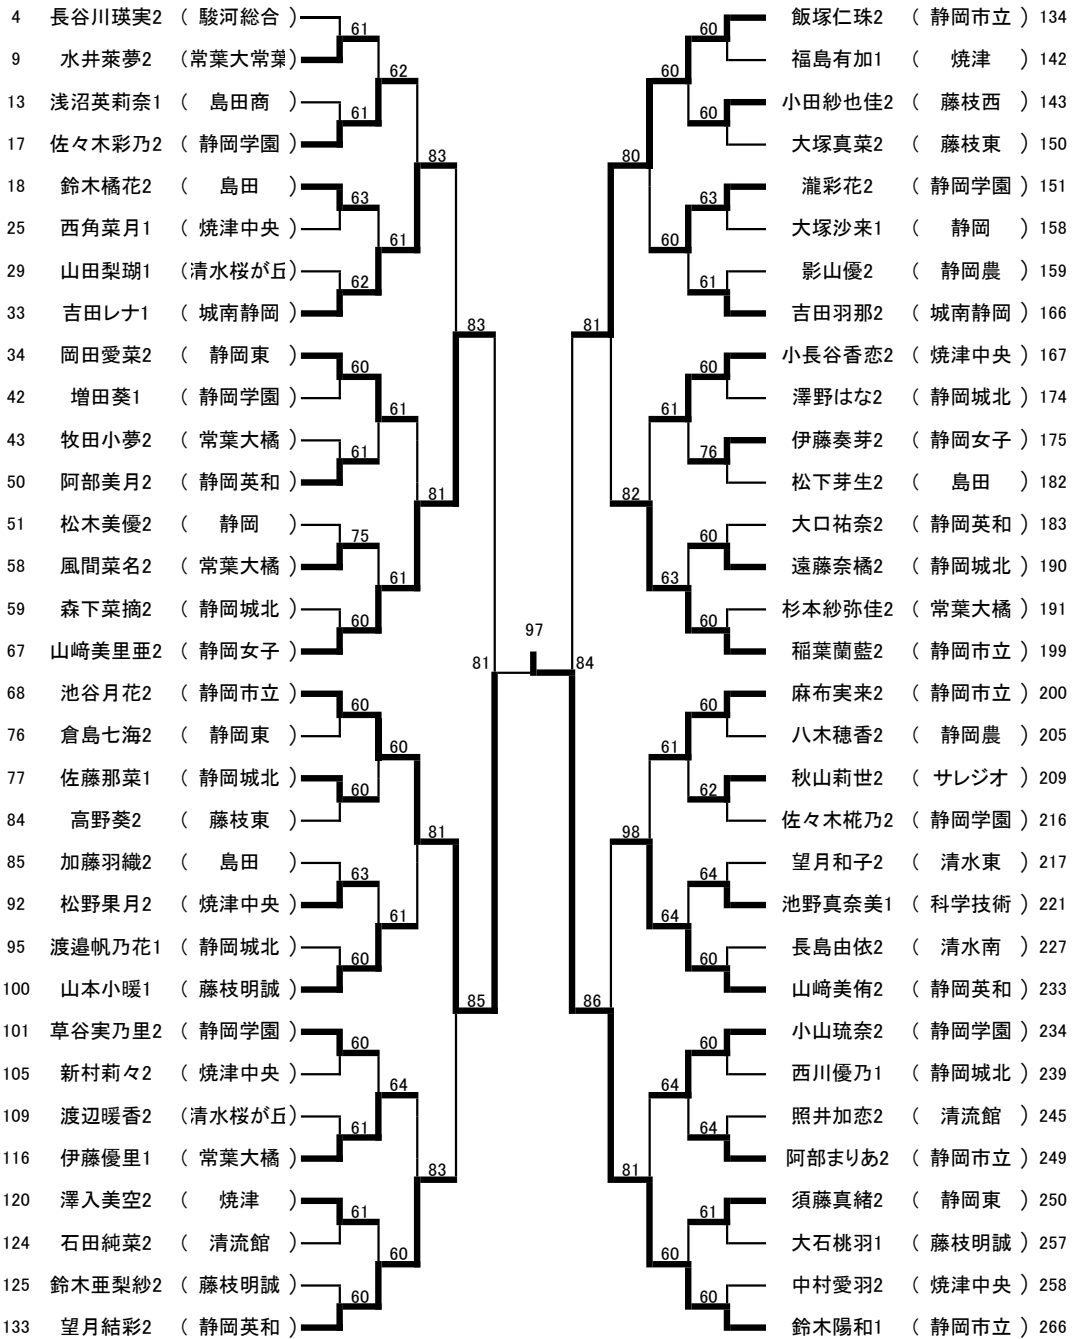 4 長谷川瑛実2 ( 駿河総合 )
61
9 水井萊夢2 (常葉大常葉)
62
13 浅沼英莉奈1 ( 島田商 )
61
17 佐々木彩乃2 ( 静岡学園 )
83
18 鈴木橘花2 ( 島田 )
63
25 西角菜月1 ( 焼津中央 )
61
29 山田梨瑚1 (清水桜が丘)
62
33 吉田レナ1 ( 城南静岡 )
83
34 岡田愛菜2 ( 静岡東 )
60
42 増田葵1 ( 静岡学園 )
61
43 牧田小夢2 ( 常葉大橘 )
61
50 阿部美月2 ( 静岡英和 )
81
51 松木美優2 ( 静岡 )
75
58 風間菜名2 ( 常葉大橘 )
61
59 森下菜摘2 ( 静岡城北 )
60
67 山﨑美里亜2 ( 静岡女子 )
81
68 池谷月花2 ( 静岡市立 )
60
76 倉島七海2 ( 静岡東 )
60
77 佐藤那菜1 ( 静岡城北 )
60
84 高野葵2 ( 藤枝東 )
81
85 加藤羽織2 ( 島田 )
63
92 松野果月2 ( 焼津中央 )
61
95 渡邉帆乃花1 ( 静岡城北 )
60
100 山本小暖1 ( 藤枝明誠 )
85
101 草谷実乃里2 ( 静岡学園 )
60
105 新村莉々2 ( 焼津中央 )
64
109 渡辺暖香2 (清水桜が丘)
61
116 伊藤優里1 ( 常葉大橘 )
83
120 澤入美空2 ( 焼津 )
61
124 石田純菜2 ( 清流館 )
60
125 鈴木亜梨紗2 ( 藤枝明誠 )
60
133 望月結彩2 ( 静岡英和 )
97
飯塚仁珠2 ( 静岡市立 ) 134
60
福島有加1 ( 焼津 ) 142
60
小田紗也佳2 ( 藤枝西 ) 143
60
大塚真菜2 ( 藤枝東 ) 150
80
瀧彩花2 ( 静岡学園 ) 151
63
大塚沙来1 ( 静岡 ) 158
60
影山優2 ( 静岡農 ) 159
61
吉田羽那2 ( 城南静岡 ) 166
81
小長谷香恋2 ( 焼津中央 ) 167
60
澤野はな2 ( 静岡城北 ) 174
61
伊藤奏芽2 ( 静岡女子 ) 175
76
松下芽生2 ( 島田 ) 182
82
大口祐奈2 ( 静岡英和 ) 183
60
遠藤奈橘2 ( 静岡城北 ) 190
63
杉本紗弥佳2 ( 常葉大橘 ) 191
60
稲葉蘭藍2 ( 静岡市立 ) 199
84
麻布実来2 ( 静岡市立 ) 200
60
八木穂香2 ( 静岡農 ) 205
61
秋山莉世2 ( サレジオ ) 209
62
佐々木椛乃2 ( 静岡学園 ) 216
98
望月和子2 ( 清水東 ) 217
64
池野真奈美1 ( 科学技術 ) 221
64
長島由依2 ( 清水南 ) 227
60
山﨑美侑2 ( 静岡英和 ) 233
86
小山琉奈2 ( 静岡学園 ) 234
60
西川優乃1 ( 静岡城北 ) 239
64
照井加恋2 ( 清流館 ) 245
64
阿部まりあ2 ( 静岡市立 ) 249
81
須藤真緒2 ( 静岡東 ) 250
61
大石桃羽1 ( 藤枝明誠 ) 257
60
中村愛羽2 ( 焼津中央 ) 258
60
鈴木陽和1 ( 静岡市立 ) 266